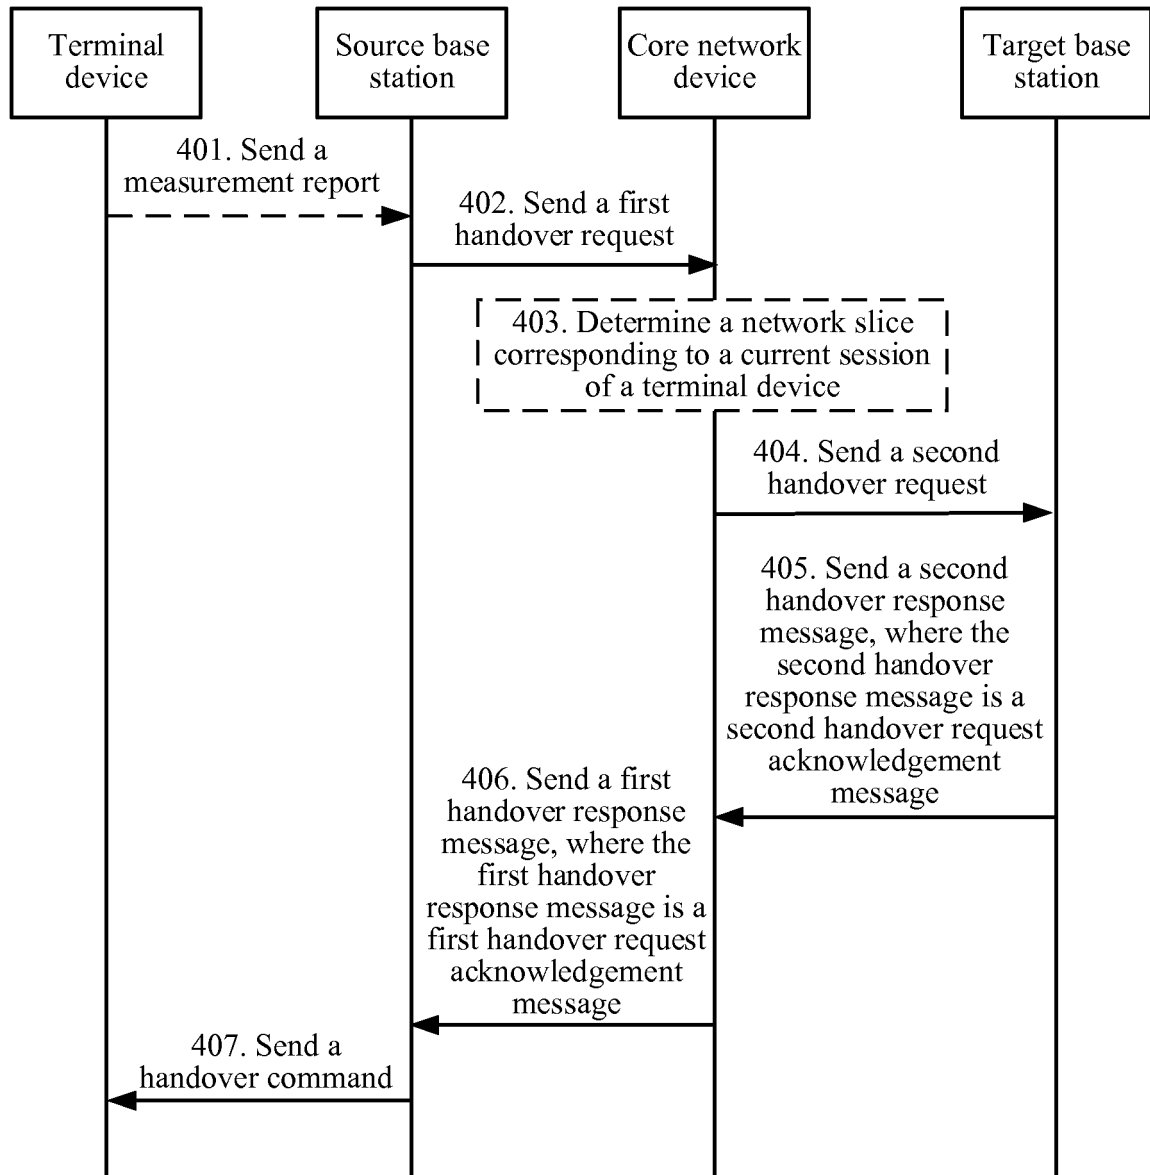 Terminal
device
Source base
station
Core network
device
Target base
station
401. Send a
measurement report
402. Send a first
handover request
403. Determine a network slice
corresponding to a current session
of a terminal device
404. Send a second
handover request
405. Send a second
handover response
message, where the
second handover
response message is a
second handover request
acknowledgement
message
406. Send a first
handover response
message, where the
first handover
response message is a
first handover request
acknowledgement
message
407. Send a
handover command